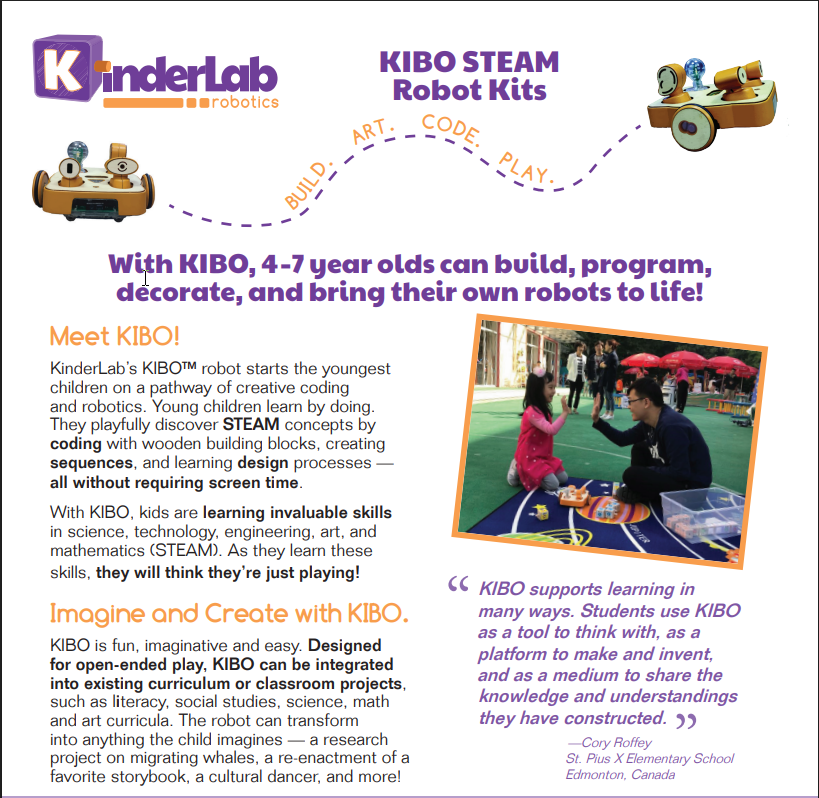 KinderLab
robotics
KIBO STEAM
Robot Kits
BUILD. ART. CODE. PLAY.
With KIBO, 4-7 year olds can build, program,
decorate, and bring their own robots to life!
Meet KIBO!
KinderLab's KIBO™ robot starts the youngest
children on a pathway of creative coding
and robotics. Young children learn by doing.
They playfully discover STEAM concepts by
coding with wooden building blocks, creating
sequences, and learning design processes —
all without requiring screen time.
With KIBO, kids are learning invaluable skills
in science, technology, engineering, art, and
mathematics (STEAM). As they learn these
skills, they will think they're just playing!
Imagine and Create with KIBO.
KIBO is fun, imaginative and easy. Designed
for open-ended play, KIBO can be integrated
into existing curriculum or classroom projects,
such as literacy, social studies, science, math
and art curricula. The robot can transform
into anything the child imagines — a research
project on migrating whales, a re-enactment of a
favorite storybook, a cultural dancer, and more!
JUPITER
“ KIBO supports learning in
many ways. Students use KIBO
as a tool to think with, as a
platform to make and invent,
and as a medium to share the
knowledge and understandings
they have constructed. ”
—Cory Roffey
St. Pius X Elementary School
Edmonton, Canada